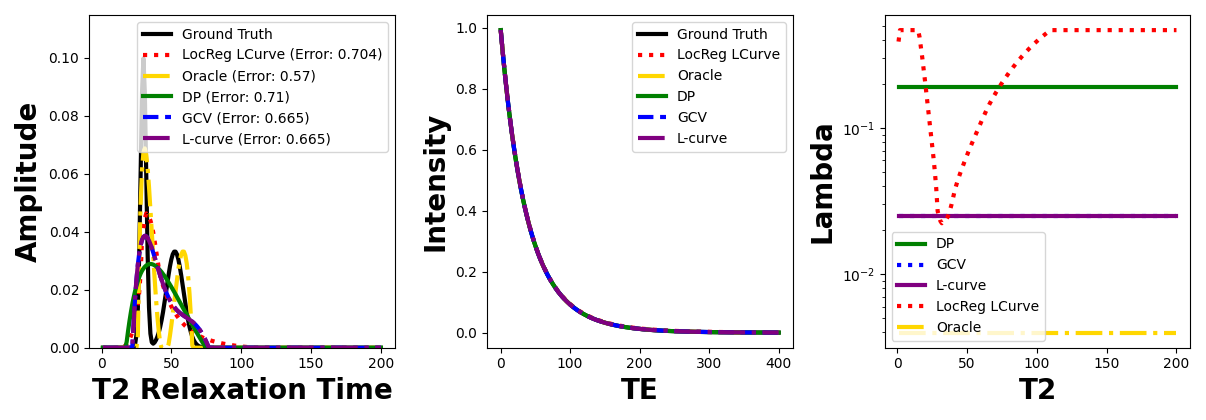 Amplitude
0.10
0.08
0.06
0.04
0.02
0.00
0
50
100
150
200
T2 Relaxation Time
Ground Truth
LocReg LCurve (Error: 0.704)
Oracle (Error: 0.57)
DP (Error: 0.71)
GCV (Error: 0.665)
L-curve (Error: 0.665)
Intensity
1.0
0.8
0.6
0.4
0.2
0.0
0
100
200
300
400
TE
Ground Truth
LocReg LCurve
Oracle
DP
GCV
L-curve
Lambda
10⁻¹
10⁻²
0
50
100
150
200
T2
DP
GCV
L-curve
LocReg LCurve
Oracle